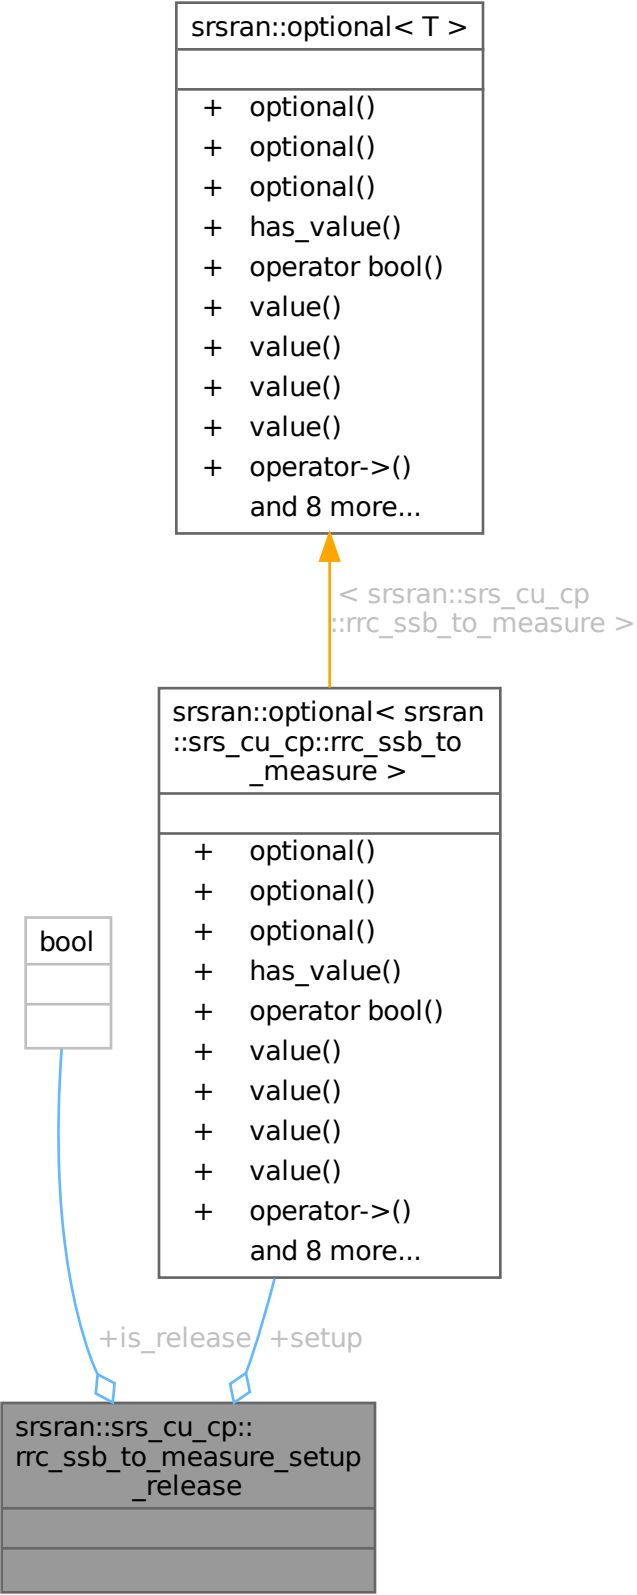 srsran::optional< T >
+ optional()
+ optional()
+ optional()
+ has_value()
+ operator bool()
+ value()
+ value()
+ value()
+ value()
+ operator->()
and 8 more...
< srsran::srs_cu_cp
::rrc_ssb_to_measure >
srsran::optional< srsran
::srs_cu_cp::rrc_ssb_to
_measure >
+ optional()
+ optional()
+ optional()
+ has_value()
+ operator bool()
+ value()
+ value()
+ value()
+ value()
+ operator->()
and 8 more...
bool
+is_release
+setup
srsran::srs_cu_cp::
rrc_ssb_to_measure_setup
_release